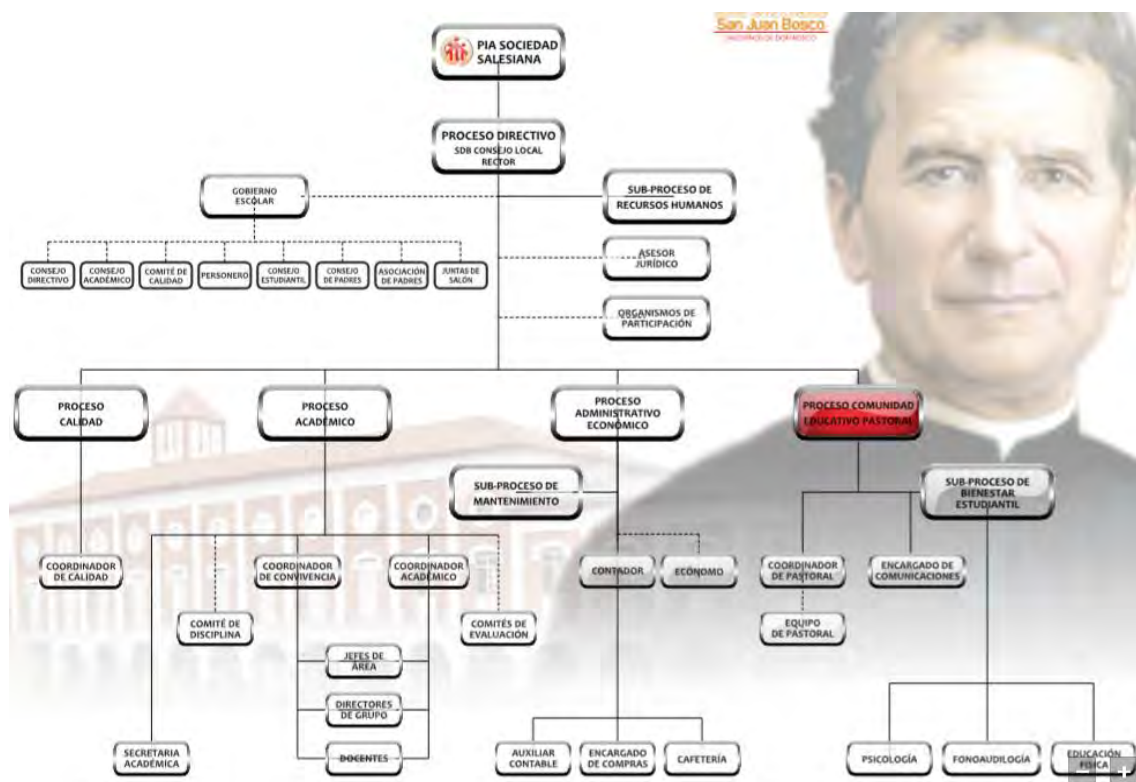 San Juan Bosco
PIA SOCIEDAD
SALESIANA
PROCESO DIRECTIVO
SDB CONSEJO LOCAL
RECTOR
GOBIERNO
ESCOLAR
SUB-PROCESO DE
RECURSOS HUMANOS
CONSEJO
DIRECTIVO
CONSEJO
ACADÉMICO
COMITÉ DE
CALIDAD
PERSONERO
CONSEJO
ESTUDIANTIL
CONSEJO
DE PADRES
ASOCIACIÓN
DE PADRES
JUNTAS DE
SALÓN
ASESOR
JURÍDICO
ORGANISMOS DE
PARTICIPACIÓN
PROCESO
CALIDAD
PROCESO
ACADÉMICO
PROCESO
ADMINISTRATIVO
ECONÓMICO
PROCESO COMUNIDAD
EDUCATIVO PASTORAL
SUB-PROCESO DE
MANTENIMIENTO
SUB-PROCESO DE
BIENESTAR
ESTUDIANTIL
COORDINADOR
DE CALIDAD
COORDINADOR
DE CONVIVENCIA
COORDINADOR
ACADÉMICO
CONTADOR
ECÓNOMO
COORDINADOR
DE PASTORAL
ENCARGADO DE
COMUNICACIONES
COMITÉ DE
DISCIPLINA
COMITÉS DE
EVALUACIÓN
EQUIPO
DE PASTORAL
JEFES DE
ÁREA
DIRECTORES
DE GRUPO
SECRETARIA
ACADÉMICA
DOCENTES
AUXILIAR
CONTABLE
ENCARGADO
DE COMPRAS
CAFETERÍA
PSICOLOGÍA
FONOAUDILOGÍA
EDUCACIÓN
FISICA